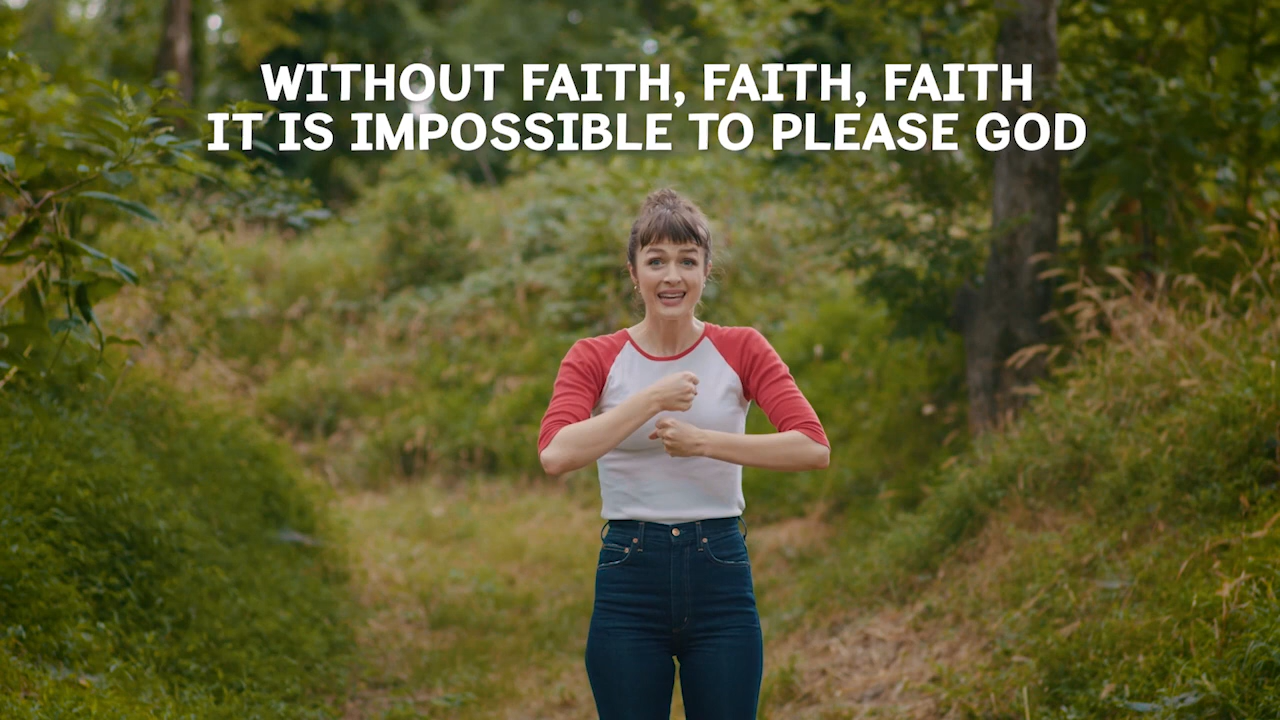 WITHOUT FAITH, FAITH, FAITH
IT IS IMPOSSIBLE TO PLEASE GOD